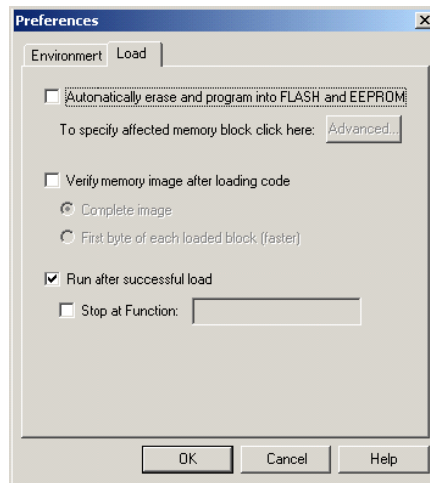 Preferences
Environment Load
Automatically erase and program into FLASH and EEPROM
To specify affected memory block click here: Advanced...
Verify memory image after loading code
Complete image
First byte of each loaded block (faster)
Run after successful load
Stop at Function:
OK Cancel Help